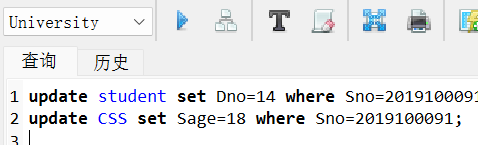 University
查询 历史
1 update student set Dno=14 where Sno=2019100091
2 update CSS set Sage=18 where Sno=2019100091;
3